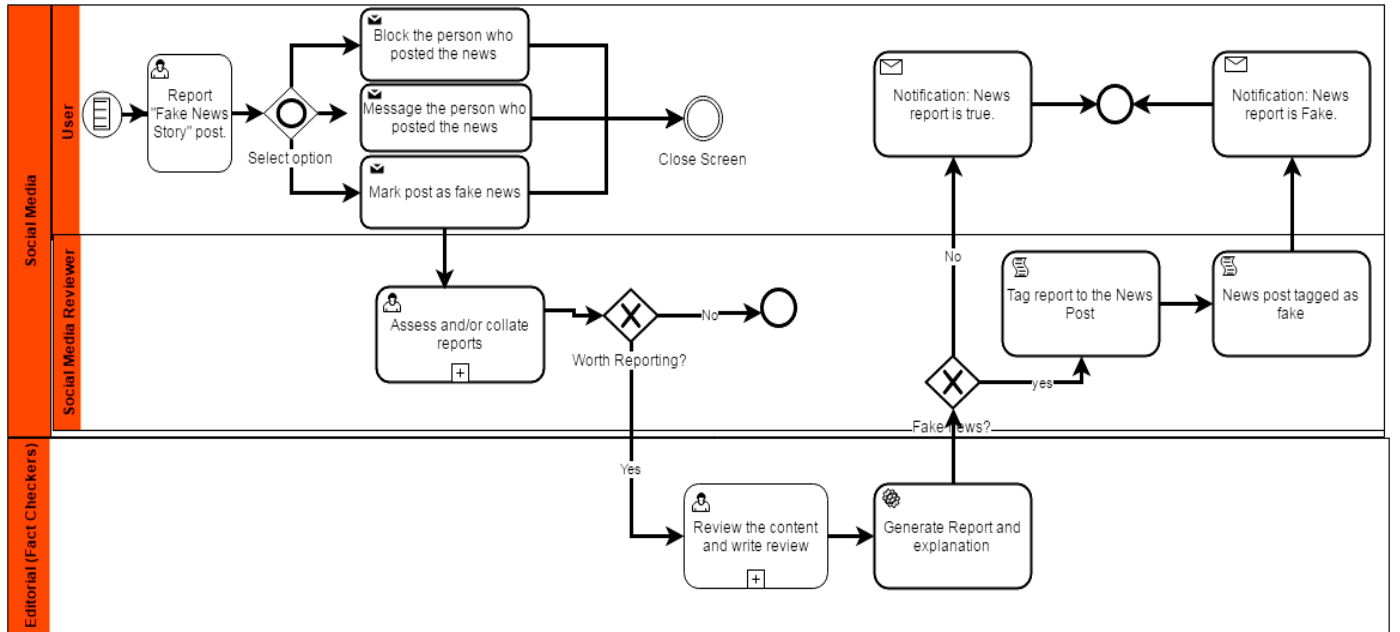 Social Media
User
Report
"Fake News
Story" post.
Select option
Block the person who
posted the news
Message the person who
posted the news
Mark post as fake news
Close Screen
Notification: News
report is true.
Notification: News
report is Fake.
Social Media Reviewer
Assess and/or collate
reports
Worth Reporting?
No
Yes
No
Fake news?
yes
Tag report to the News
Post
News post tagged as
fake
Editorial (Fact Checkers)
Review the content
and write review
Generate Report and
explanation